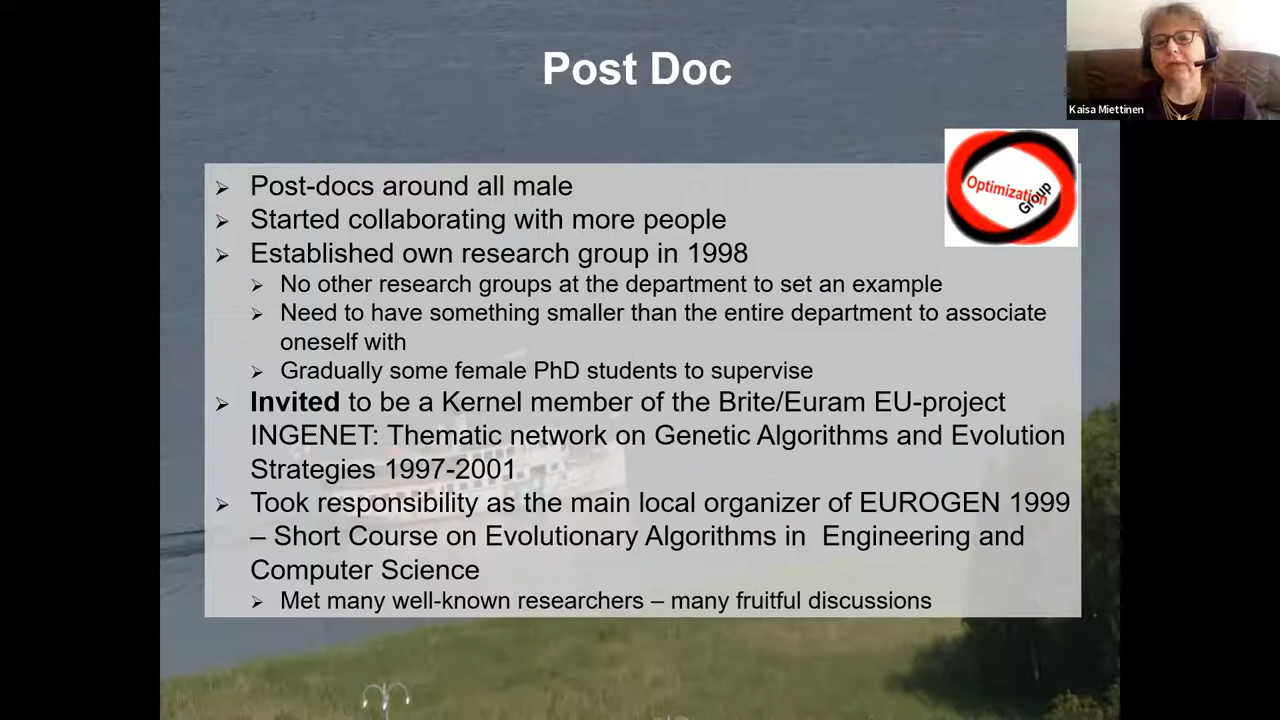 Post Doc
Kaisa Miettinen
Optimization
Group
Post-docs around all male
Started collaborating with more people
Established own research group in 1998
No other research groups at the department to set an example
Need to have something smaller than the entire department to associate
oneself with
Gradually some female PhD students to supervise
Invited to be a Kernel member of the Brite/Euram EU-project
INGENET: Thematic network on Genetic Algorithms and Evolution
Strategies 1997-2001
Took responsibility as the main local organizer of EUROGEN 1999
– Short Course on Evolutionary Algorithms in  Engineering and
Computer Science
Met many well-known researchers – many fruitful discussions